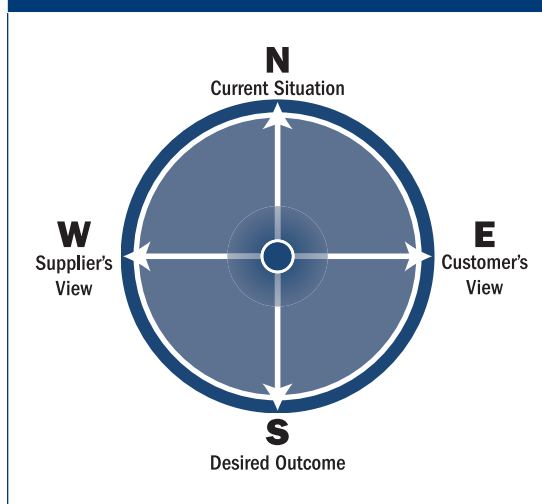 N
Current Situation
W
Supplier's
View
E
Customer's
View
S
Desired Outcome